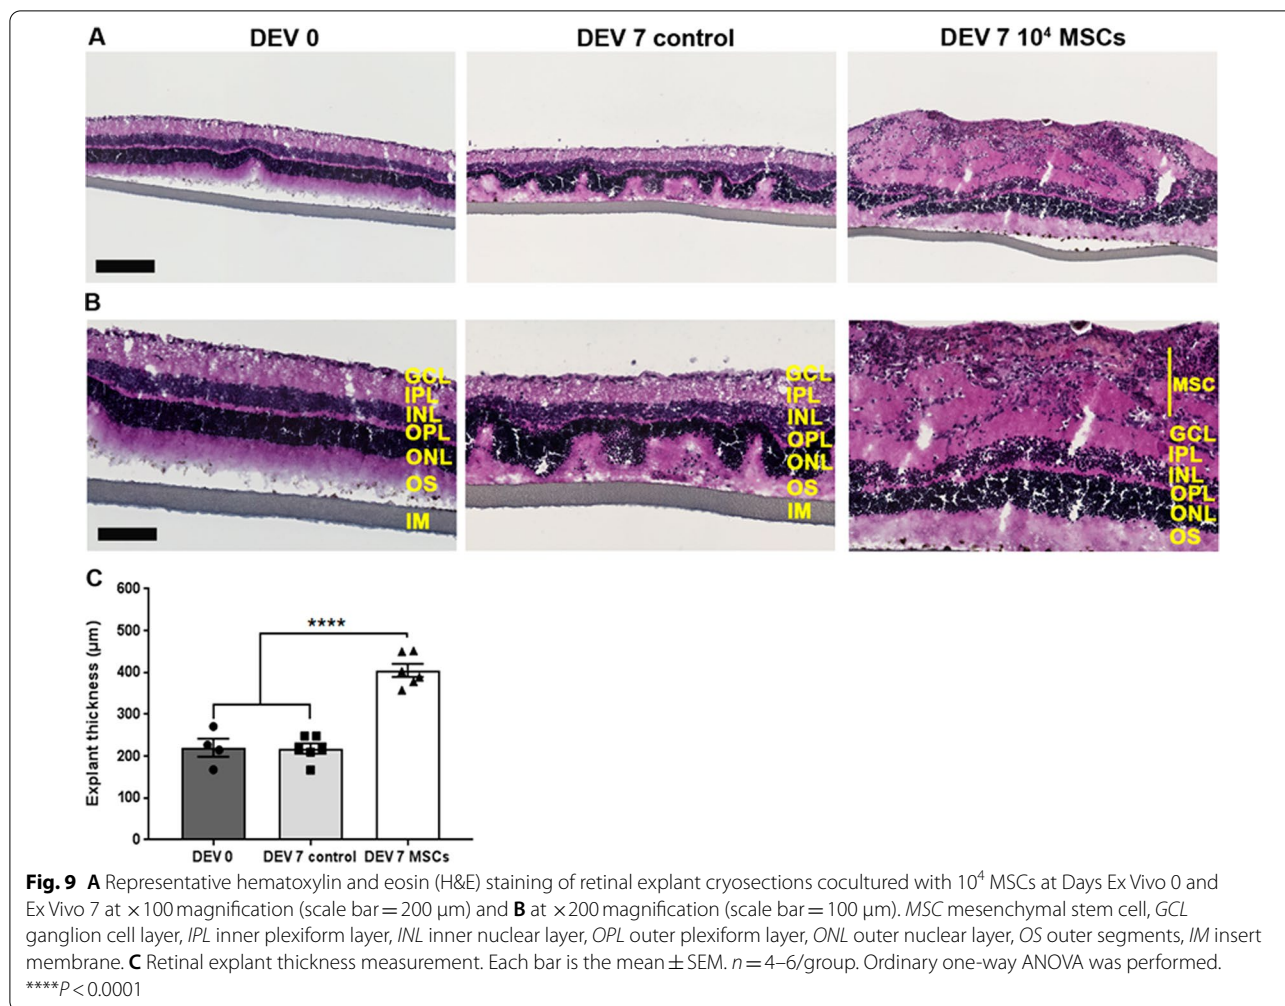 A
DEV 0
DEV 7 control
DEV 7 10⁴ MSCs
B
GCL
IPL
INL
OPL
ONL
OS
IM
GCL
IPL
INL
OPL
ONL
OS
IM
MSC
GCL
IPL
INL
OPL
ONL
OS
C
Explant thickness (µm)
600
500
400
300
200
100
0
****
DEV 0
DEV 7 control
DEV 7 MSCs
Fig. 9 A Representative hematoxylin and eosin (H&E) staining of retinal explant cryosections cocultured with 10⁴ MSCs at Days Ex Vivo 0 and
Ex Vivo 7 at ×100 magnification (scale bar = 200 µm) and B at ×200 magnification (scale bar = 100 µm). MSC mesenchymal stem cell, GCL
ganglion cell layer, IPL inner plexiform layer, INL inner nuclear layer, OPL outer plexiform layer, ONL outer nuclear layer, OS outer segments, IM insert
membrane. C Retinal explant thickness measurement. Each bar is the mean ± SEM. n = 4–6/group. Ordinary one-way ANOVA was performed.
****P < 0.0001